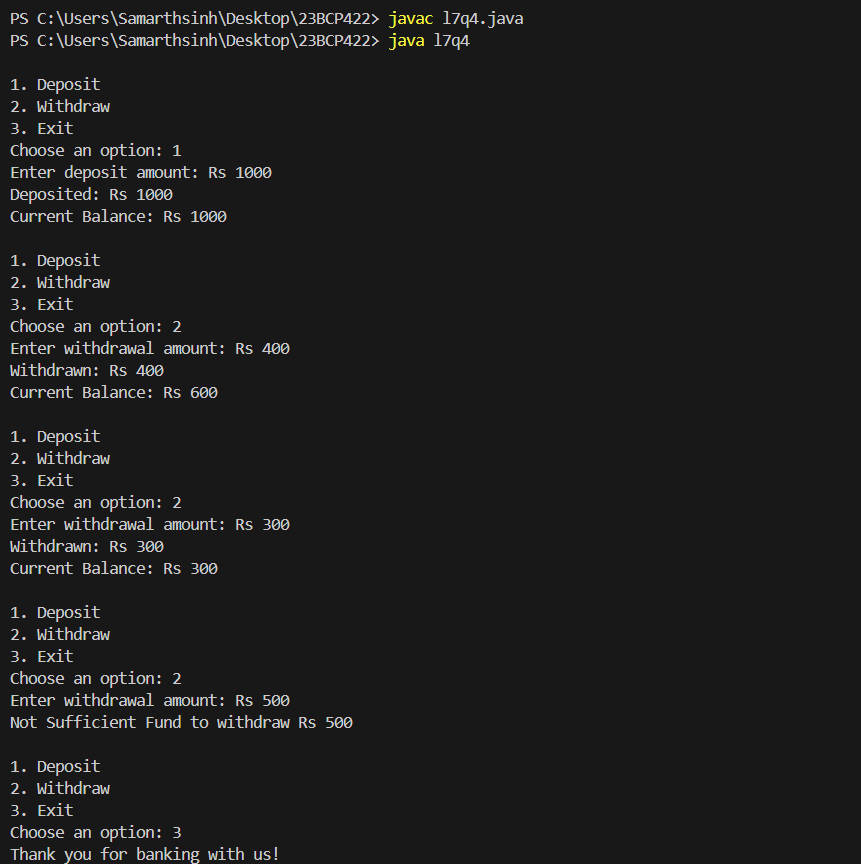 PS C:\Users\Samarthsinh\Desktop\23BCP422> javac l7q4.java
PS C:\Users\Samarthsinh\Desktop\23BCP422> java l7q4
1. Deposit
2. Withdraw
3. Exit
Choose an option: 1
Enter deposit amount: Rs 1000
Deposited: Rs 1000
Current Balance: Rs 1000
1. Deposit
2. Withdraw
3. Exit
Choose an option: 2
Enter withdrawal amount: Rs 400
Withdrawn: Rs 400
Current Balance: Rs 600
1. Deposit
2. Withdraw
3. Exit
Choose an option: 2
Enter withdrawal amount: Rs 300
Withdrawn: Rs 300
Current Balance: Rs 300
1. Deposit
2. Withdraw
3. Exit
Choose an option: 2
Enter withdrawal amount: Rs 500
Not Sufficient Fund to withdraw Rs 500
1. Deposit
2. Withdraw
3. Exit
Choose an option: 3
Thank you for banking with us!